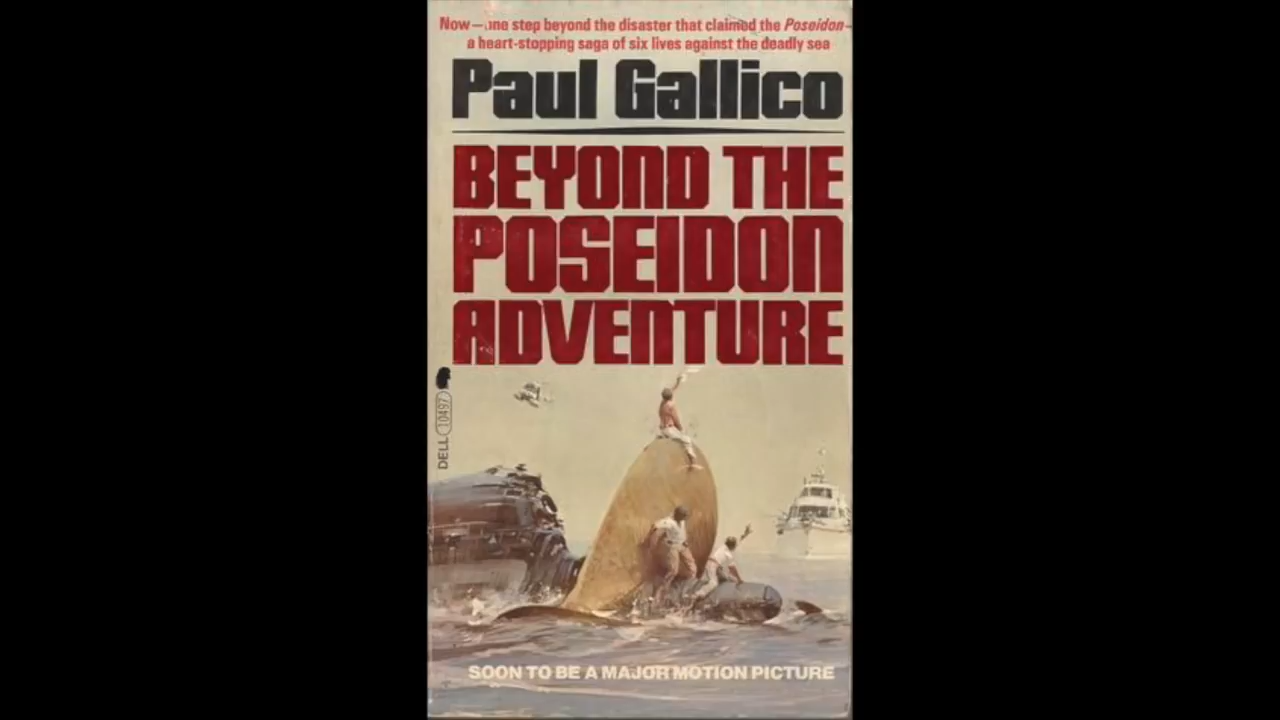 Now—one step beyond the disaster that claimed the Poseidon—
a heart-stopping saga of six lives against the deadly sea
Paul Gallico
BEYOND THE
POSEIDON
ADVENTURE
DELL 10497
SOON TO BE A MAJOR MOTION PICTURE